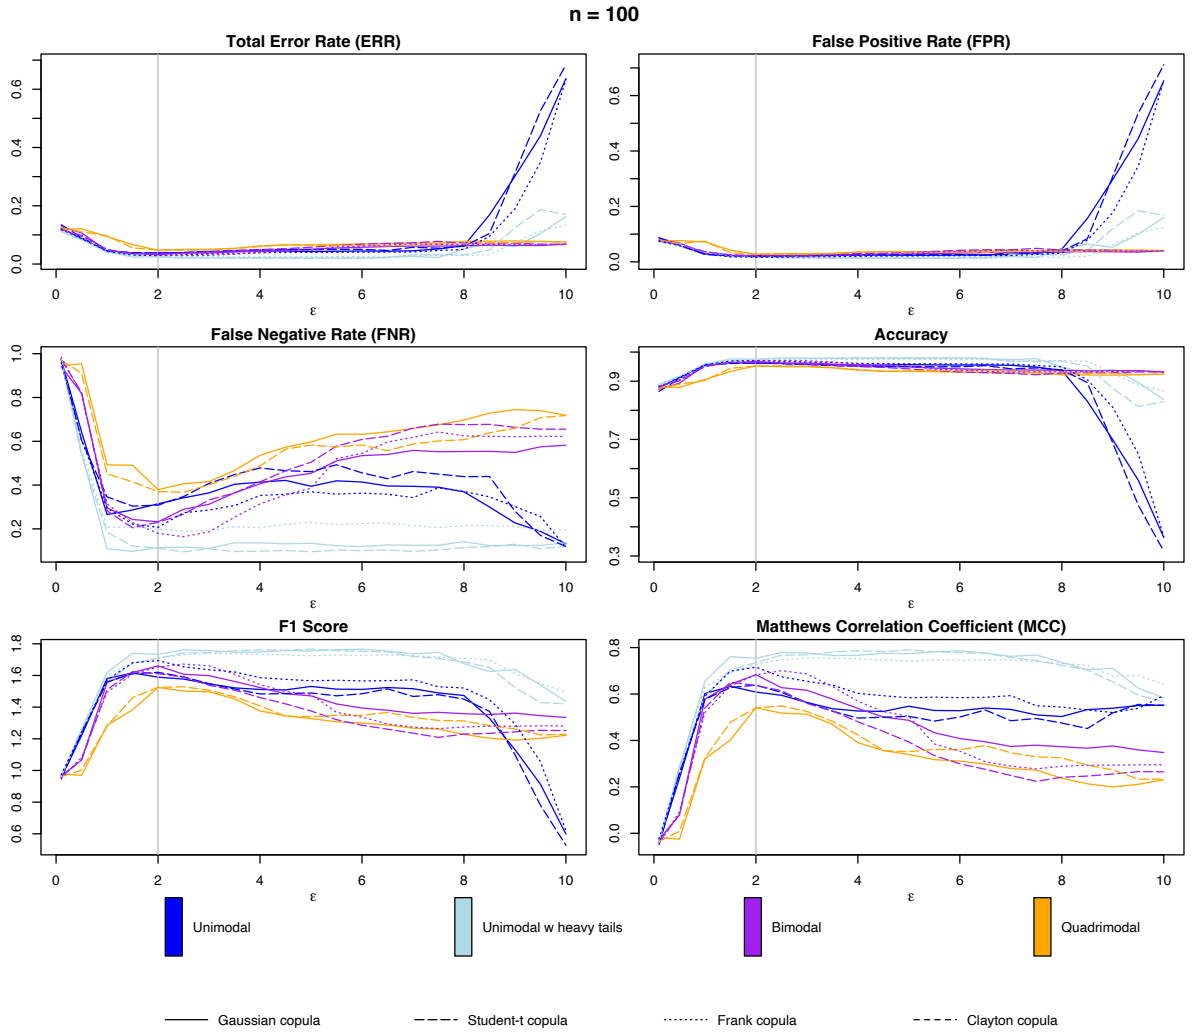 n = 100
Total Error Rate (ERR)
False Positive Rate (FPR)
0.0 0.2 0.4 0.6
0 2 4 6 8 10
ε
0.0 0.2 0.4 0.6
0 2 4 6 8 10
ε
False Negative Rate (FNR)
Accuracy
0.2 0.4 0.6 0.8 1.0
0 2 4 6 8 10
ε
0.3 0.5 0.7 0.9
0 2 4 6 8 10
ε
F1 Score
Matthews Correlation Coefficient (MCC)
0.6 0.8 1.0 1.2 1.4 1.6 1.8
0 2 4 6 8 10
ε
0.0 0.2 0.4 0.6 0.8
0 2 4 6 8 10
ε
Unimodal
Unimodal w heavy tails
Bimodal
Quadrimodal
Gaussian copula
Student-t copula
Frank copula
Clayton copula